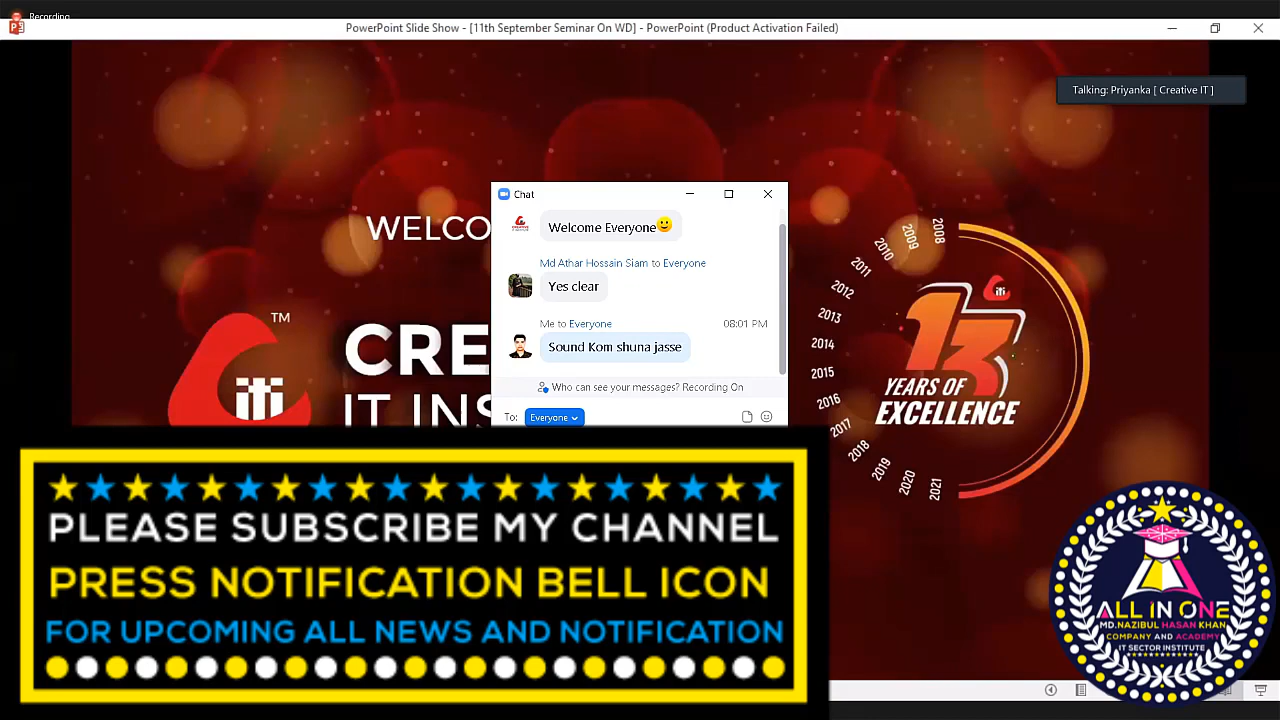 Recording
PowerPoint Slide Show - [11th September Seminar On WD] - PowerPoint (Product Activation Failed)
Talking: Priyanka [ Creative IT ]
WELCO
TM
CRE
IT INS
iti
Chat
Welcome Everyone🙂
Md Athar Hossain Siam to Everyone
Yes clear
Me to Everyone 08:01 PM
Sound Kom shuna jasse
Who can see your messages? Recording On
To: Everyone
2008
2009
2010
2011
2012
2013
2014
2015
2016
2017
2018
2019
2020
2021
13
YEARS OF
EXCELLENCE
PLEASE SUBSCRIBE MY CHANNEL
PRESS NOTIFICATION BELL ICON
FOR UPCOMING ALL NEWS AND NOTIFICATION
ALL IN ONE
MD.NAZIBUL HASAN KHAN
COMPANY AND ACADEMY
IT SECTOR INSTITUTE